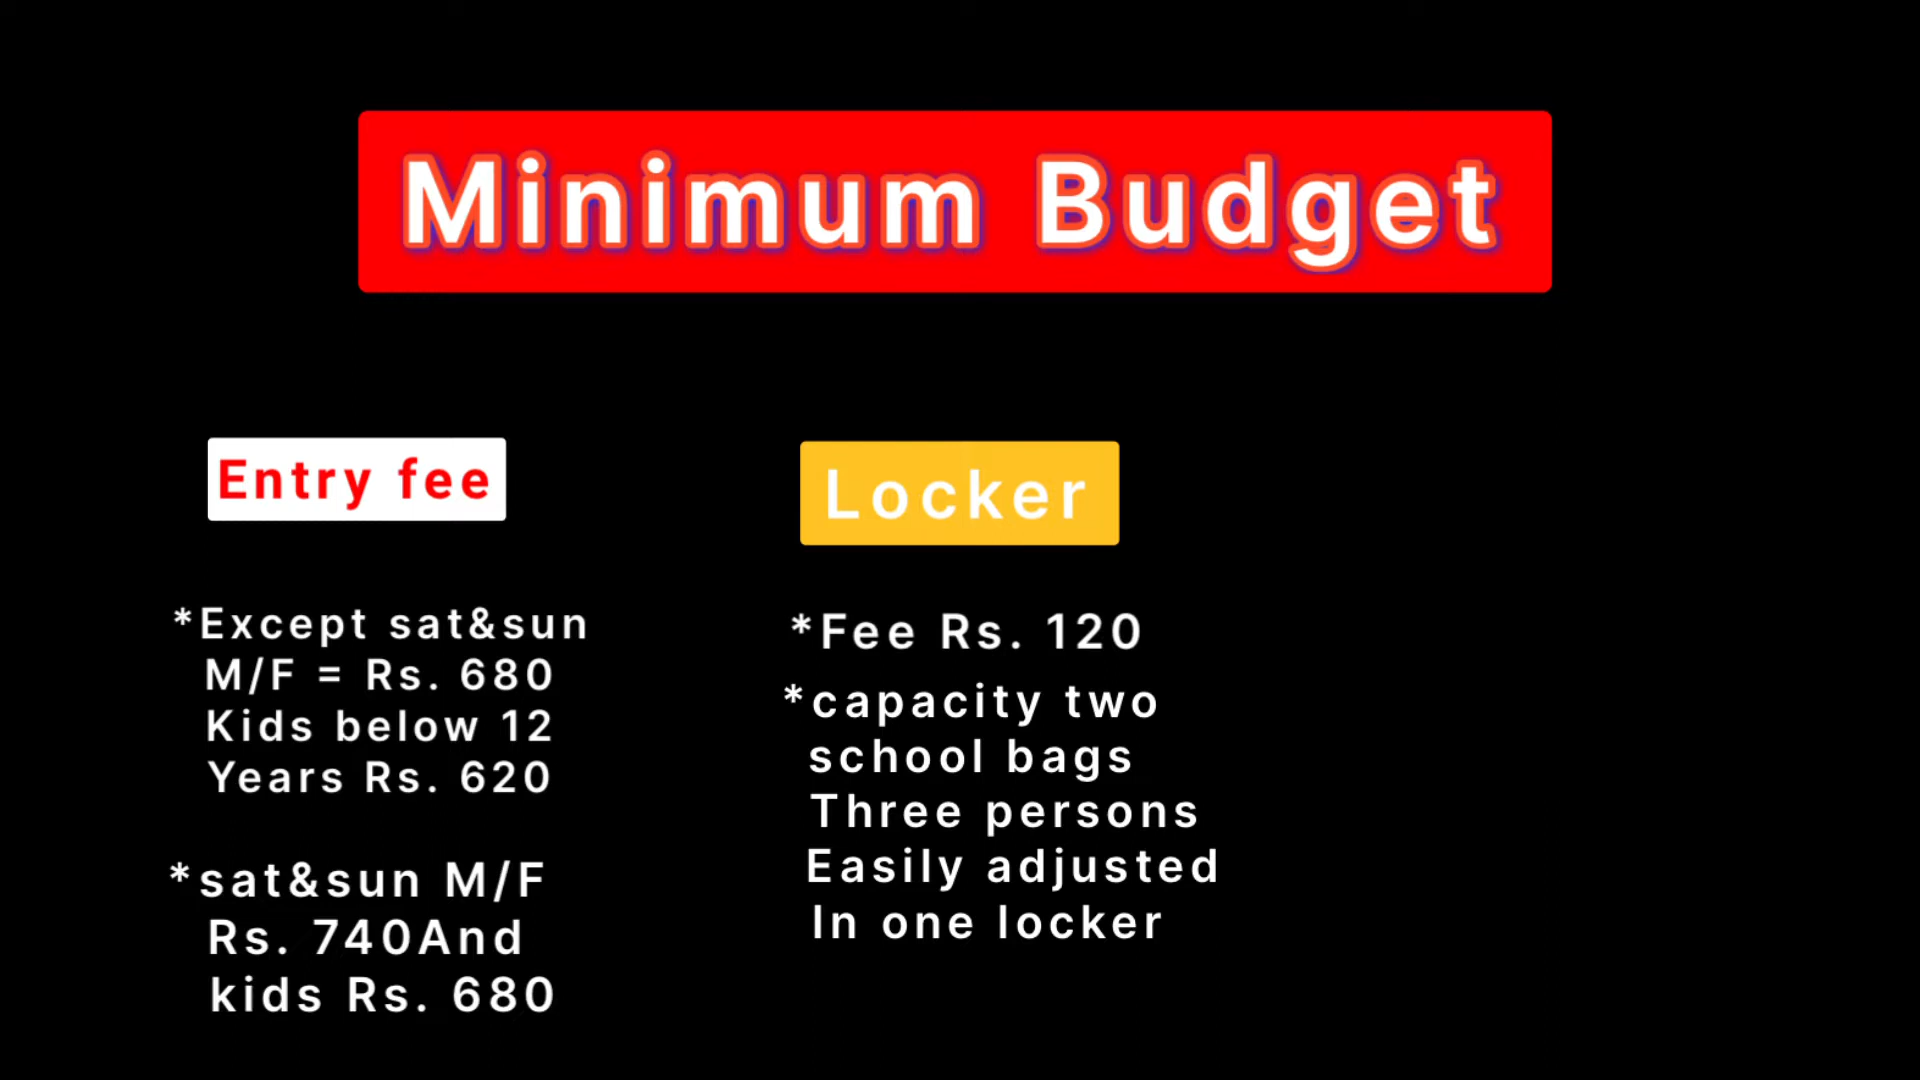 Minimum Budget
Entry fee
*Except sat&sun
M/F = Rs. 680
Kids below 12
Years Rs. 620
*sat&sun M/F
Rs. 740And
kids Rs. 680
Locker
*Fee Rs. 120
*capacity two
school bags
Three persons
Easily adjusted
In one locker